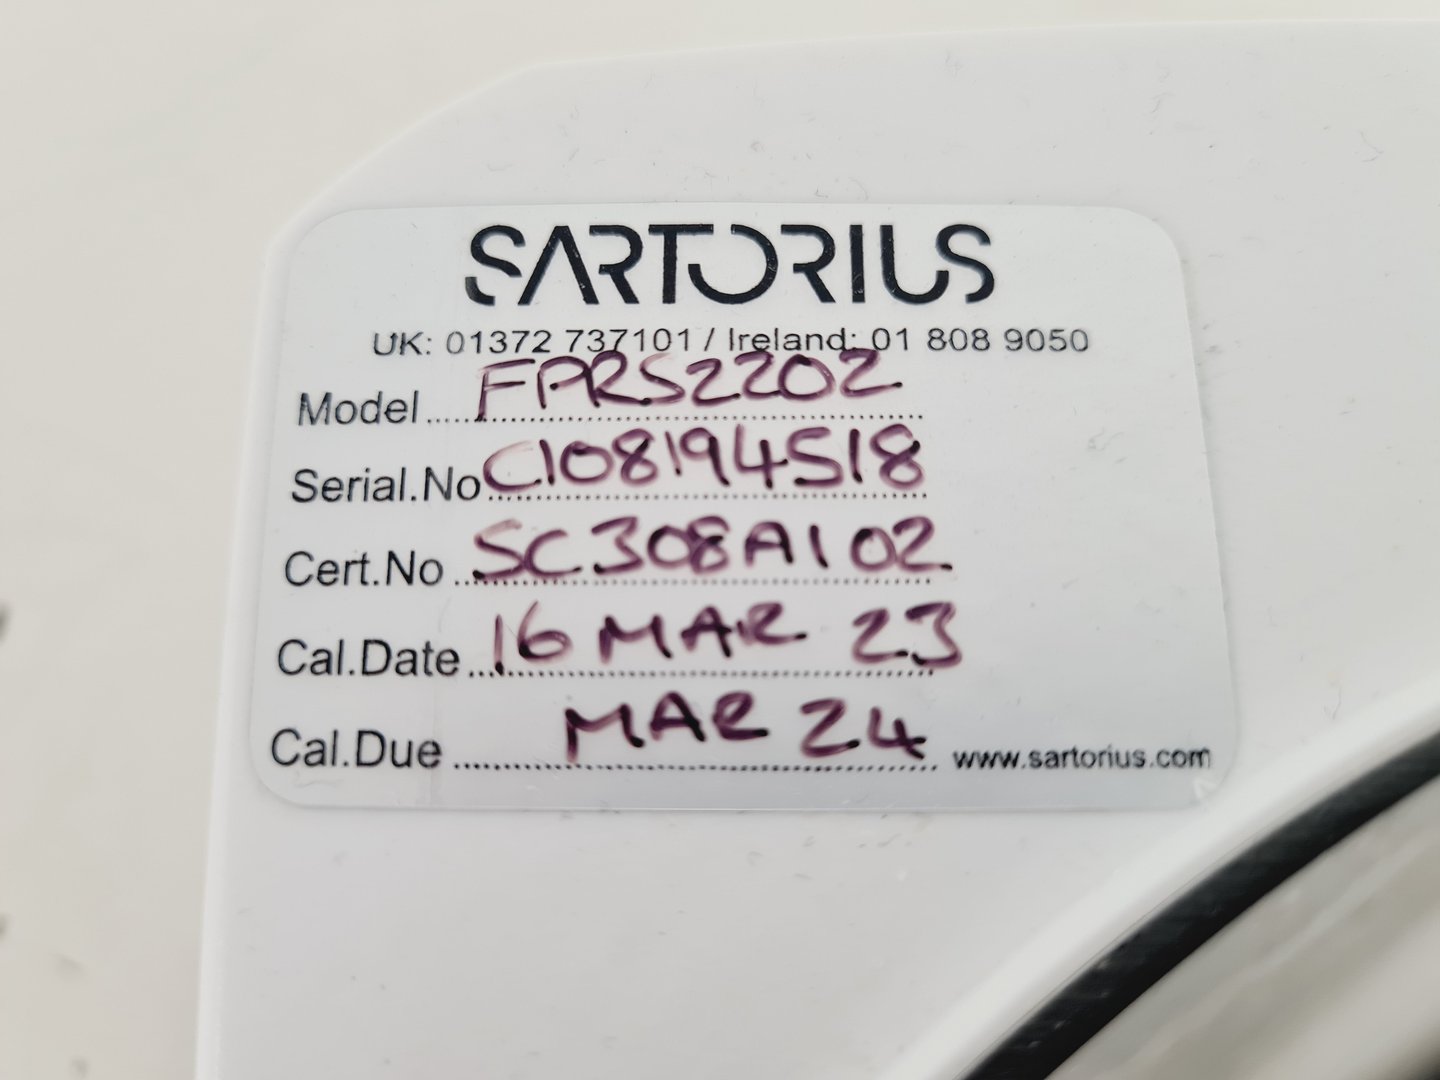 SARTORIUS
UK: 01372 737101 / Ireland: 01 808 9050
Model FPRS2202
Serial.No C108194518
Cert.No SC308A102
Cal.Date 16 MAR 23
Cal.Due MAR 24
www.sartorius.com